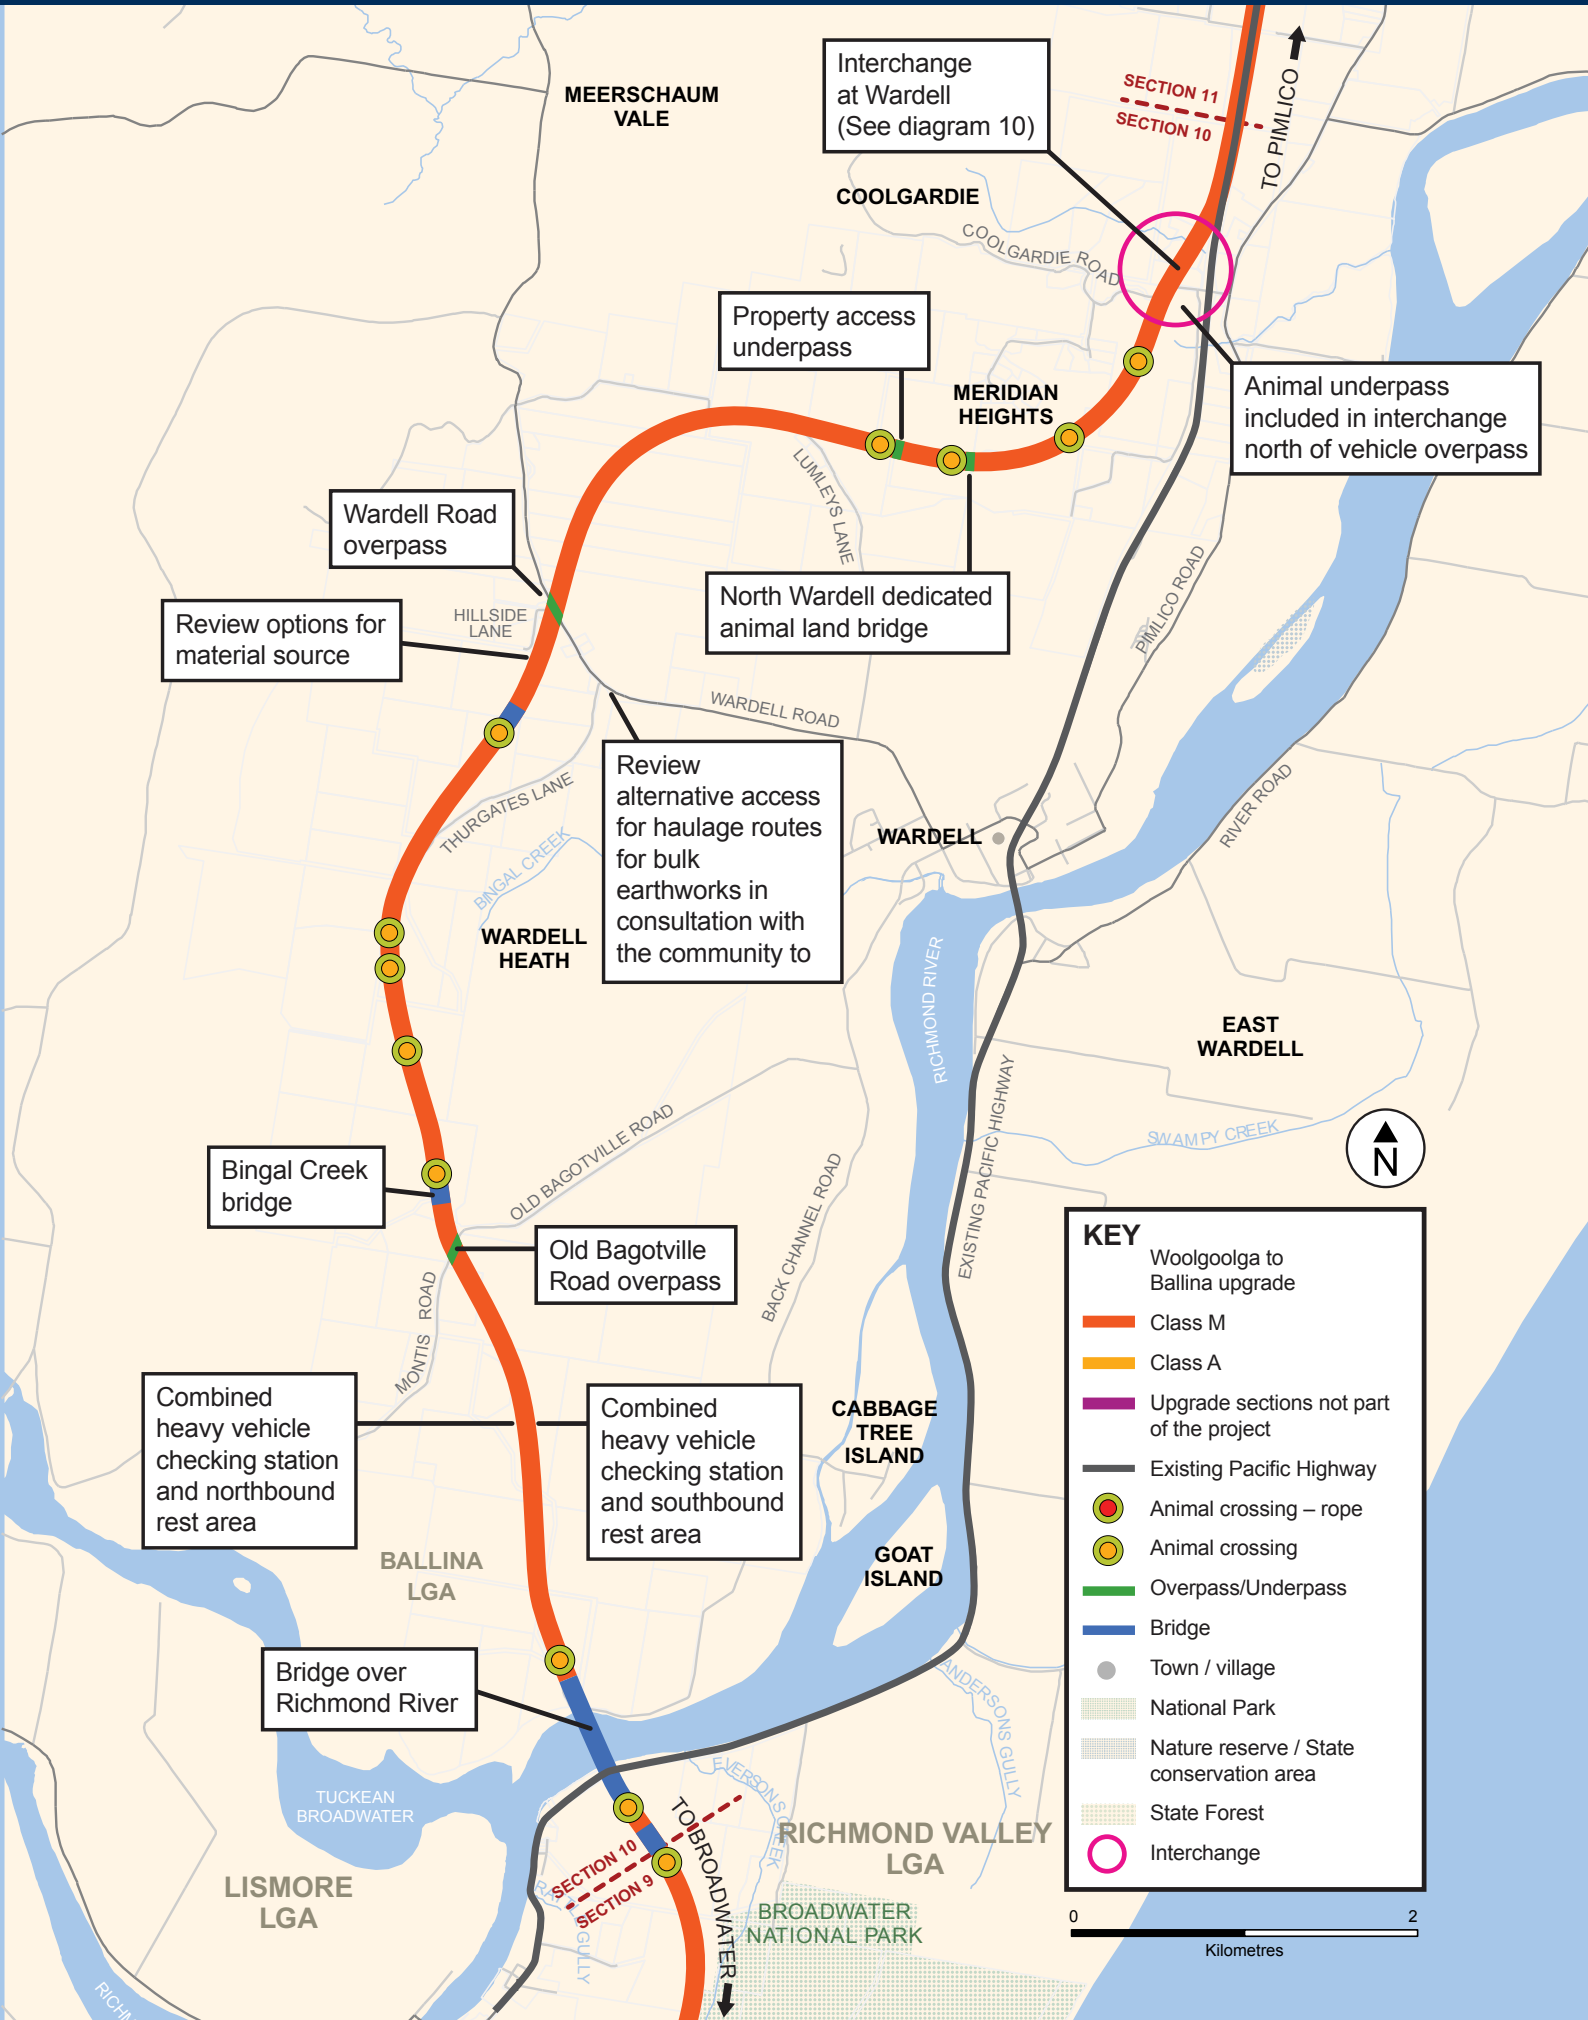 MEERSCHAUM
VALE
Interchange
at Wardell
(See diagram 10)
SECTION 11
SECTION 10
TO PIMLICO
COOLGARDIE
COOLGARDIE ROAD
Property access
underpass
MERIDIAN
HEIGHTS
Animal underpass
included in interchange
north of vehicle overpass
LUMLEYS LANE
Wardell Road
overpass
HILLSIDE
LANE
Review options for
material source
North Wardell dedicated
animal land bridge
PIMLICO ROAD
WARDELL ROAD
Review
alternative access
for haulage routes
for bulk
earthworks in
consultation with
the community to
THURGATES LANE
BINGAL CREEK
WARDELL
RIVER ROAD
WARDELL
HEATH
RICHMOND RIVER
EAST
WARDELL
EXISTING PACIFIC HIGHWAY
SWAMPY CREEK
N
OLD BAGOTVILLE ROAD
BACK CHANNEL ROAD
Bingal Creek
bridge
Old Bagotville
Road overpass
MONTIS ROAD
Combined
heavy vehicle
checking station
and northbound
rest area
Combined
heavy vehicle
checking station
and southbound
rest area
CABBAGE
TREE
ISLAND
GOAT
ISLAND
BALLINA
LGA
Bridge over
Richmond River
ANDERSONS GULLY
EVERSONS CREEK
TUCKEAN
BROADWATER
TO BROADWATER
SECTION 10
SECTION 9
RICHMOND VALLEY
LGA
LISMORE
LGA
GULLY
BROADWATER
NATIONAL PARK
KEY
Woolgoolga to
Ballina upgrade
Class M
Class A
Upgrade sections not part
of the project
Existing Pacific Highway
Animal crossing – rope
Animal crossing
Overpass/Underpass
Bridge
Town / village
National Park
Nature reserve / State
conservation area
State Forest
Interchange
0 2
Kilometres